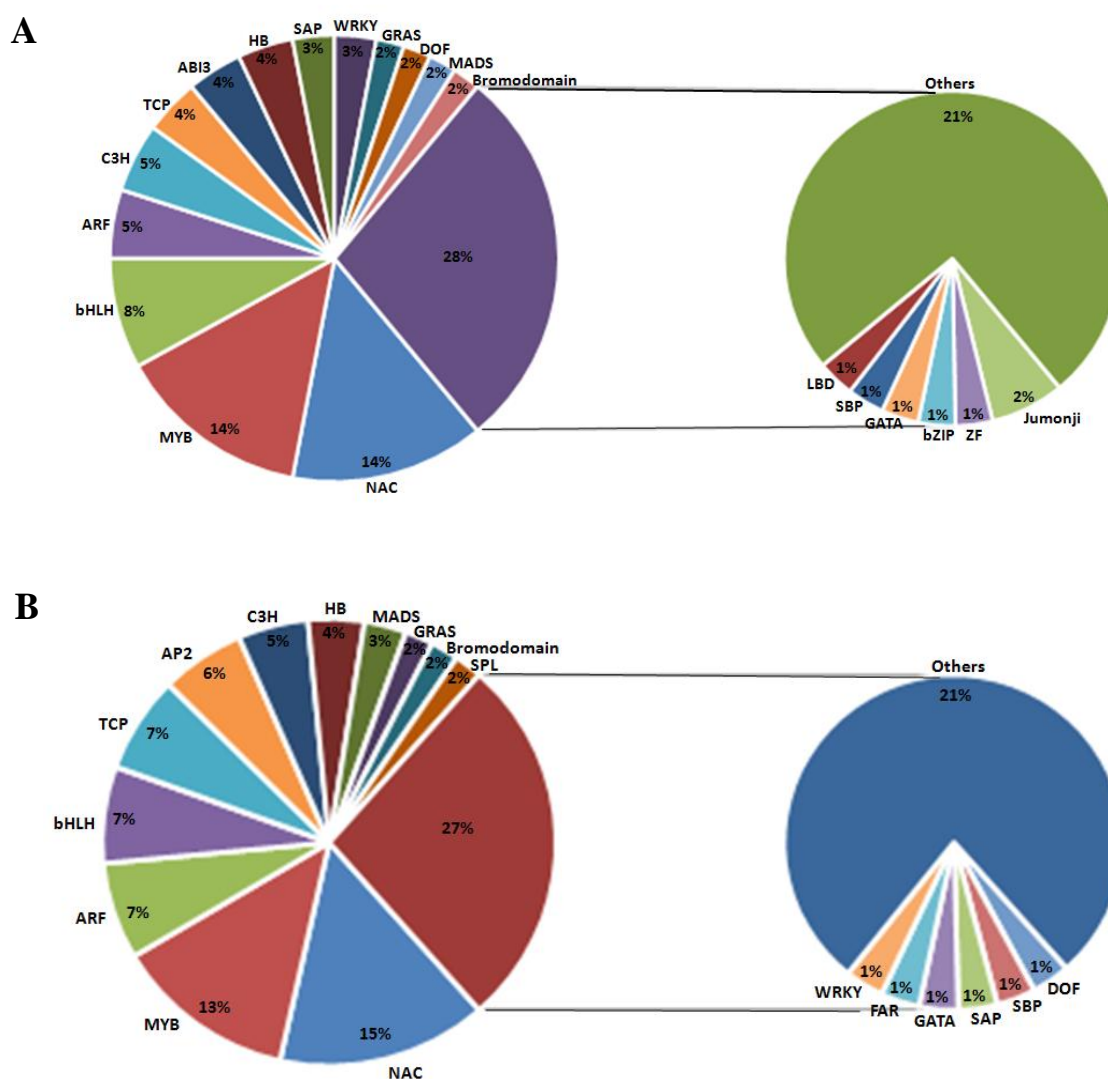 A
SAP
WRKY
GRAS
DOF
MADS
Bromodomain
HB
ABI3
TCP
C3H
ARF
bHLH
MYB
NAC
3%
3%
2%
2%
2%
2%
4%
4%
4%
5%
5%
8%
14%
14%
28%
Others
21%
LBD
SBP
GATA
bZIP
ZF
Jumonji
1%
1%
1%
1%
1%
2%
B
HB
MADS
GRAS
Bromodomain
SPL
C3H
AP2
TCP
bHLH
ARF
MYB
NAC
4%
3%
2%
2%
2%
5%
6%
7%
7%
7%
13%
15%
27%
Others
21%
WRKY
FAR
GATA
SAP
SBP
DOF
1%
1%
1%
1%
1%
1%